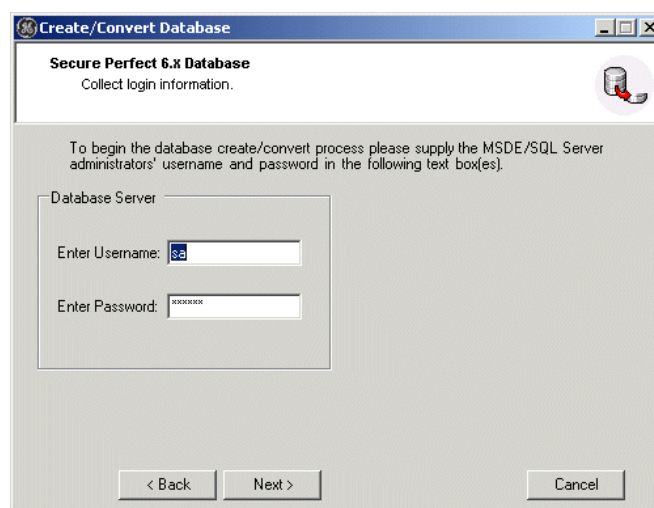 Create/Convert Database
Secure Perfect 6.x Database
Collect login information.
To begin the database create/convert process please supply the MSDE/SQL Server
administrators' username and password in the following text box(es).
Database Server
Enter Username: sa
Enter Password: xxxxxx
< Back Next > Cancel